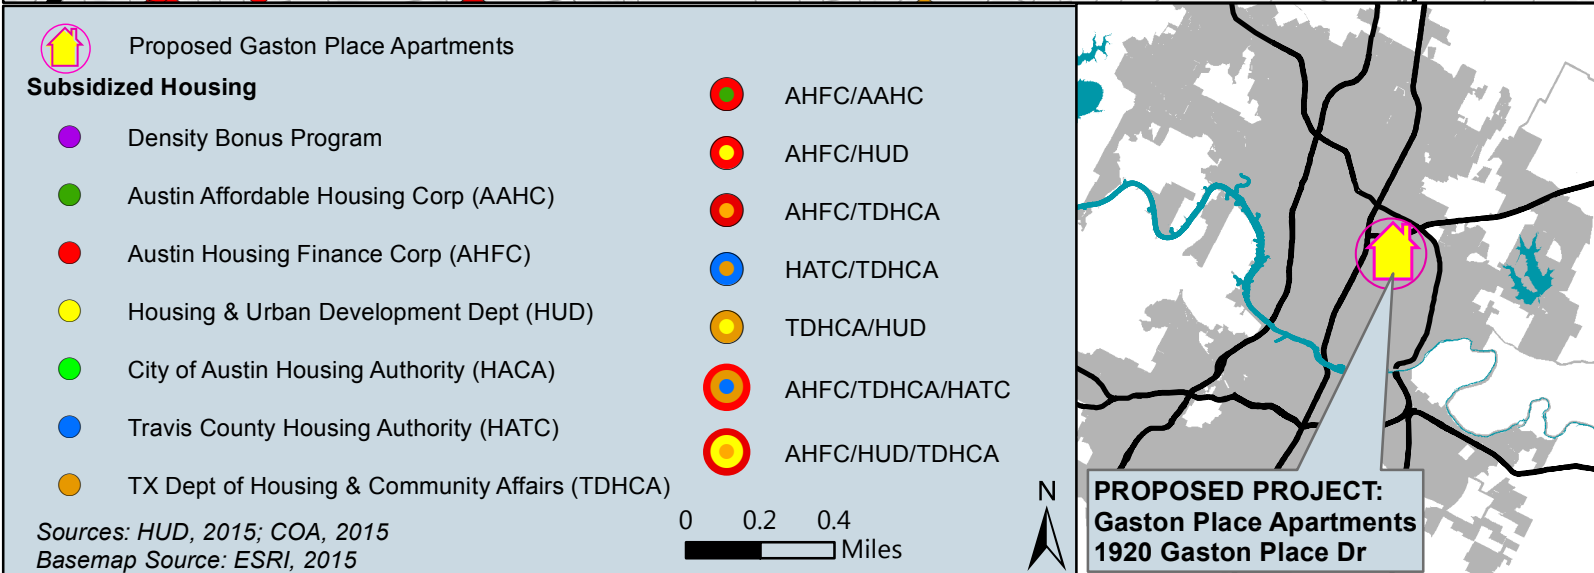 Proposed Gaston Place Apartments
Subsidized Housing
Density Bonus Program
Austin Affordable Housing Corp (AAHC)
Austin Housing Finance Corp (AHFC)
Housing & Urban Development Dept (HUD)
City of Austin Housing Authority (HACA)
Travis County Housing Authority (HATC)
TX Dept of Housing & Community Affairs (TDHCA)
Sources: HUD, 2015; COA, 2015
Basemap Source: ESRI, 2015
AHFC/AAHC
AHFC/HUD
AHFC/TDHCA
HATC/TDHCA
TDHCA/HUD
AHFC/TDHCA/HATC
AHFC/HUD/TDHCA
0 0.2 0.4
Miles
N
PROPOSED PROJECT:
Gaston Place Apartments
1920 Gaston Place Dr